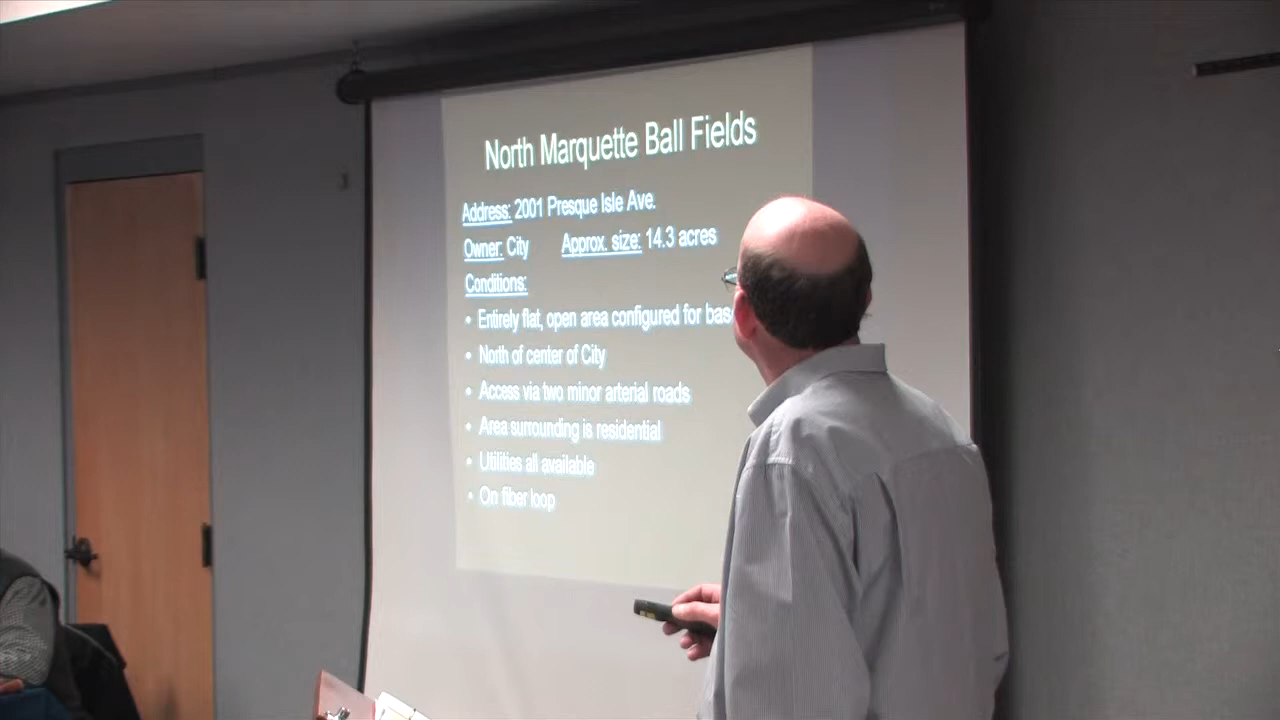 North Marquette Ball Fields
Address: 2001 Presque Isle Ave.
Owner: City Approx. size: 14.3 acres
Conditions:
• Entirely flat, open area configured for
• North of center of City
• Access via two minor arterial roads
• Area surrounding is residential
• Utilities all available
• On fiber loop